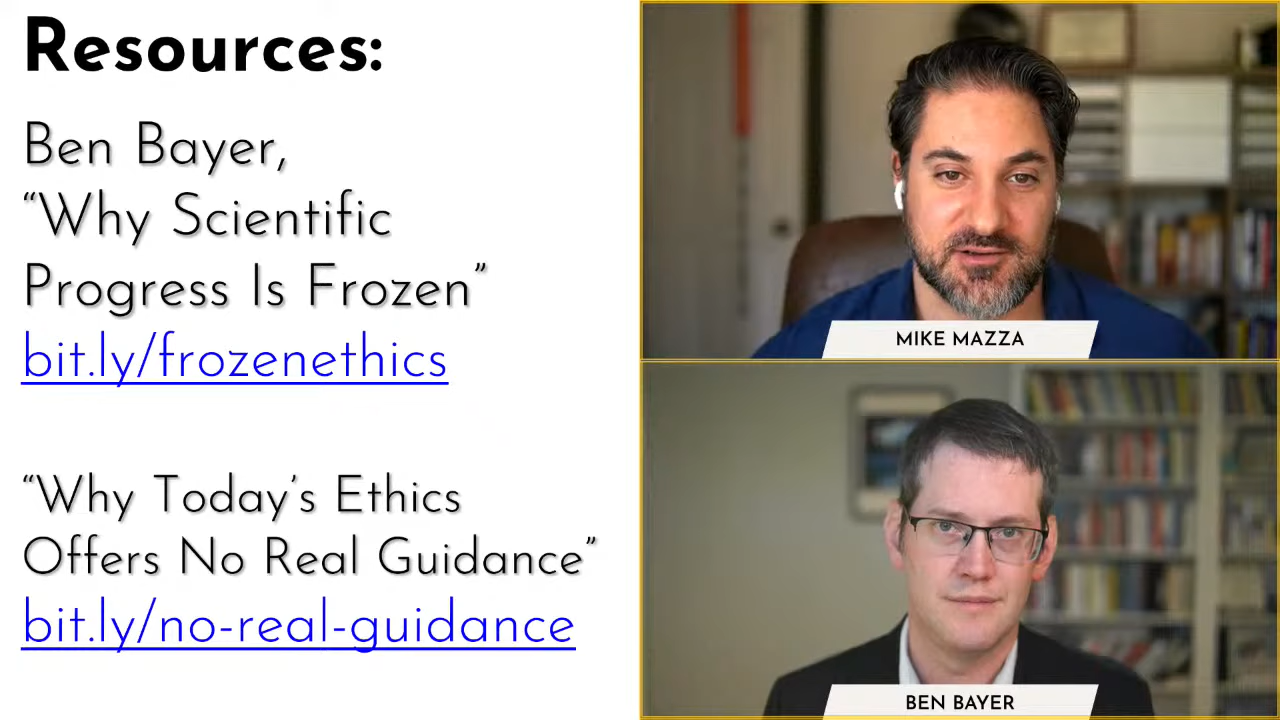 Resources:
Ben Bayer,
“Why Scientific
Progress Is Frozen”
bit.ly/frozenethics
“Why Today’s Ethics
Offers No Real Guidance”
bit.ly/no-real-guidance
MIKE MAZZA
BEN BAYER